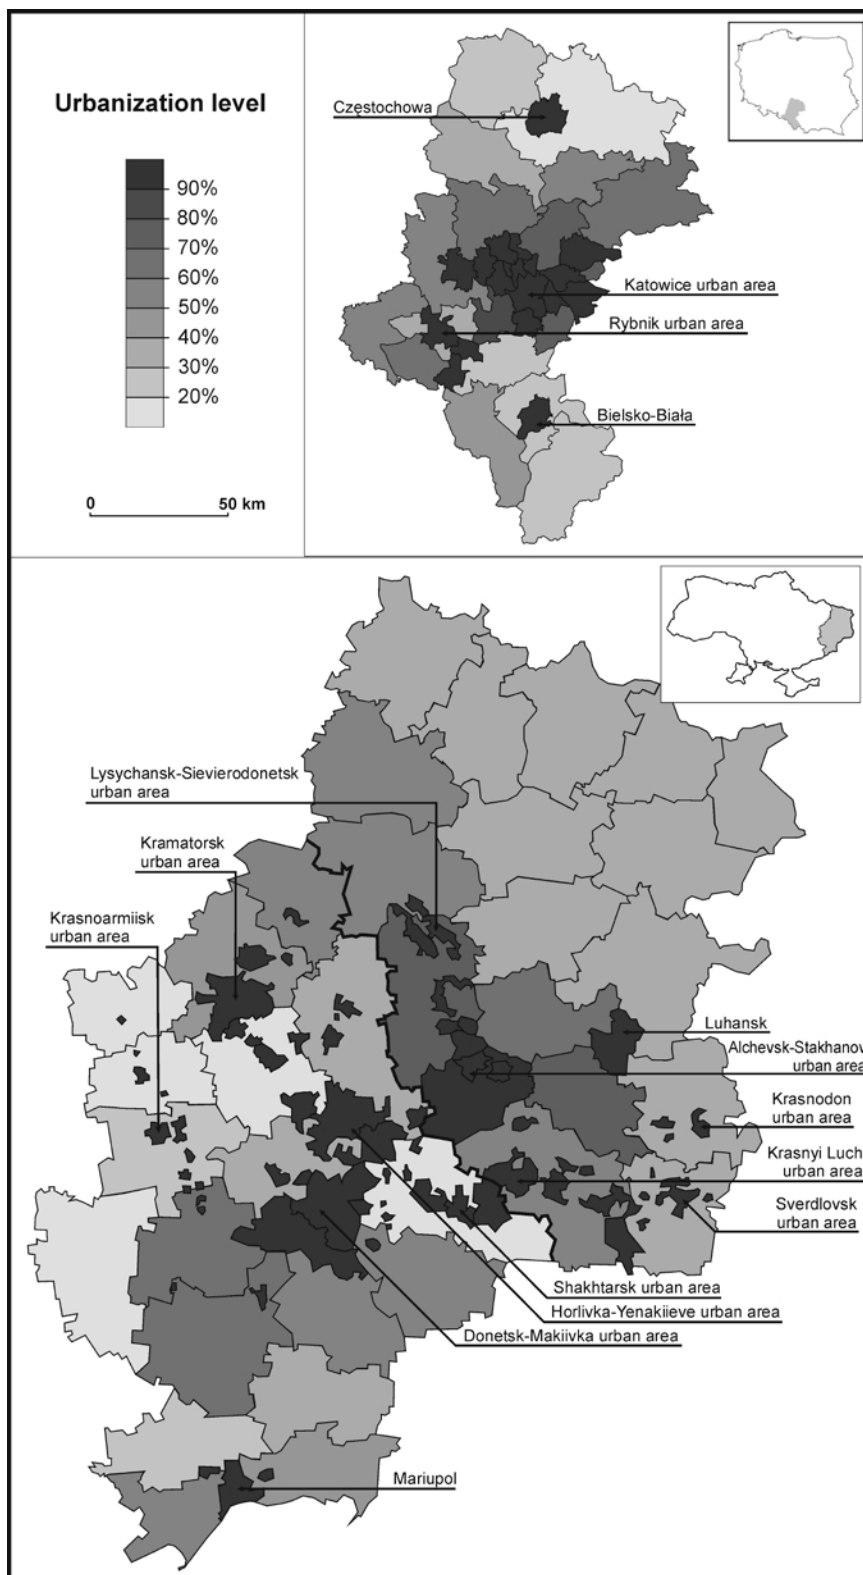 Urbanization level
90%
80%
70%
60%
50%
40%
30%
20%
0 50 km
Częstochowa
Katowice urban area
Rybnik urban area
Bielsko-Biała
Lysychansk-Sievierodonetsk
urban area
Kramatorsk
urban area
Krasnoarmiisk
urban area
Luhansk
Alchevsk-Stakhanov
urban area
Krasnodon
urban area
Krasnyi Luch
urban area
Sverdlovsk
urban area
Shakhtarsk urban area
Horlivka-Yenakiieve urban area
Donetsk-Makiivka urban area
Mariupol